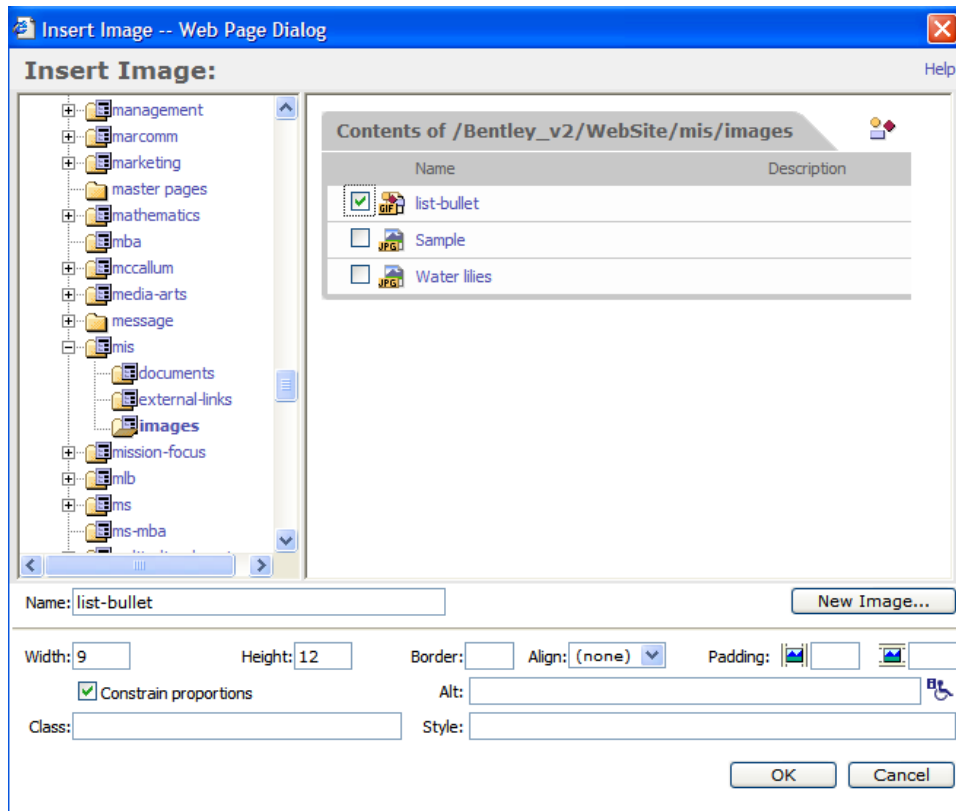 Insert Image -- Web Page Dialog
Insert Image:
Help
management
marcomm
marketing
master pages
mathematics
mba
mccallum
media-arts
message
mis
documents
external-links
images
mission-focus
mlb
ms
ms-mba
Contents of /Bentley_v2/WebSite/mis/images
Name Description
GIF list-bullet
JPG Sample
JPG Water lilies
Name: list-bullet
New Image...
Width: 9 Height: 12 Border: Align: (none) Padding:
Constrain proportions Alt:
Class: Style:
OK Cancel